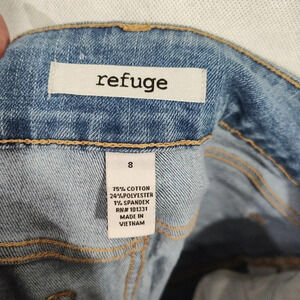 refuge
8
75% COTTON
24% POLYESTER
1% SPANDEX
RN# 101331
MADE IN
VIETNAM